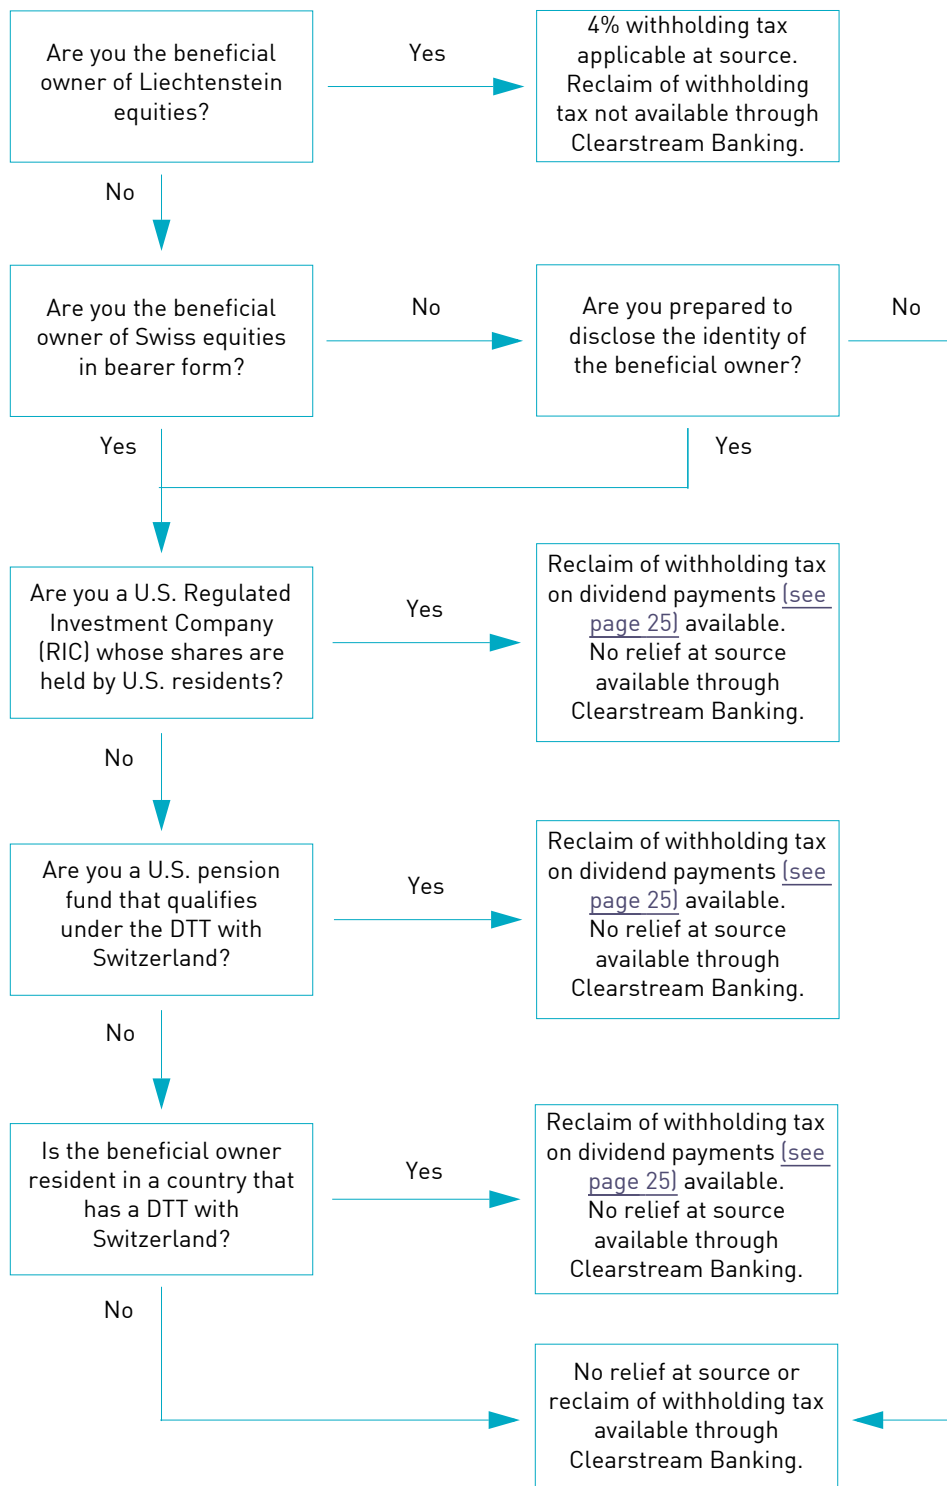 Are you the beneficial
owner of Liechtenstein
equities?
Yes
4% withholding tax
applicable at source.
Reclaim of withholding
tax not available through
Clearstream Banking.
No
Are you the beneficial
owner of Swiss equities
in bearer form?
No
Are you prepared to
disclose the identity of
the beneficial owner?
No
Yes
Yes
Are you a U.S. Regulated
Investment Company
(RIC) whose shares are
held by U.S. residents?
Yes
Reclaim of withholding tax
on dividend payments (see
page 25) available.
No relief at source
available through
Clearstream Banking.
No
Are you a U.S. pension
fund that qualifies
under the DTT with
Switzerland?
Yes
Reclaim of withholding tax
on dividend payments (see
page 25) available.
No relief at source
available through
Clearstream Banking.
No
Is the beneficial owner
resident in a country that
has a DTT with
Switzerland?
Yes
Reclaim of withholding tax
on dividend payments (see
page 25) available.
No relief at source
available through
Clearstream Banking.
No
No relief at source or
reclaim of withholding tax
available through
Clearstream Banking.